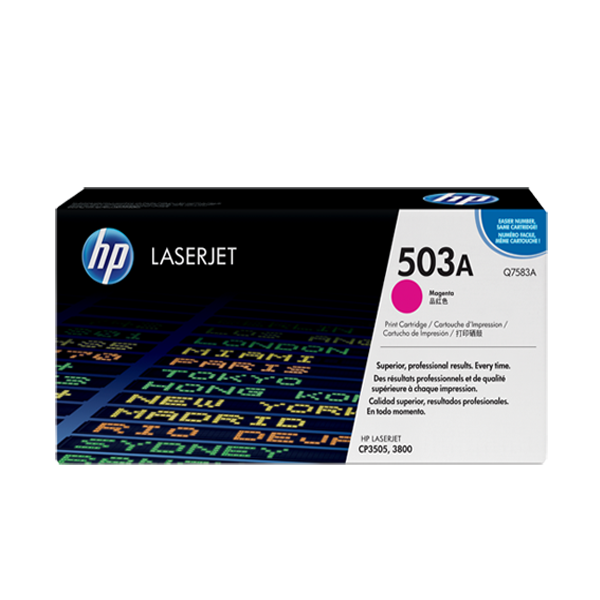 hp
EASIER NUMBER,
SAME CARTRIDGE!
NUMÉRO FACILE,
MÊME CARTOUCHE!
hp
LASERJET
503A
Q7583A
Magenta
品红色
Print Cartridge / Cartouche d'Impression /
Cartucho de Impresión / 打印硒鼓
LONDON
MIAMI
PARIS
TOKYO
HONG KON
NEW YORK
MADRID
RIO DEJA
SYDNEY
Superior, professional results. Every time.
Des résultats professionnels et de qualité
supérieure à chaque impression.
Calidad superior, resultados profesionales.
En todo momento.
HP LASERJET
CP3505, 3800